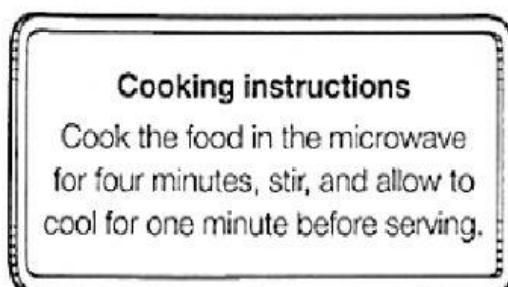 Cooking instructions
Cook the food in the microwave
for four minutes, stir, and allow to
cool for one minute before serving.